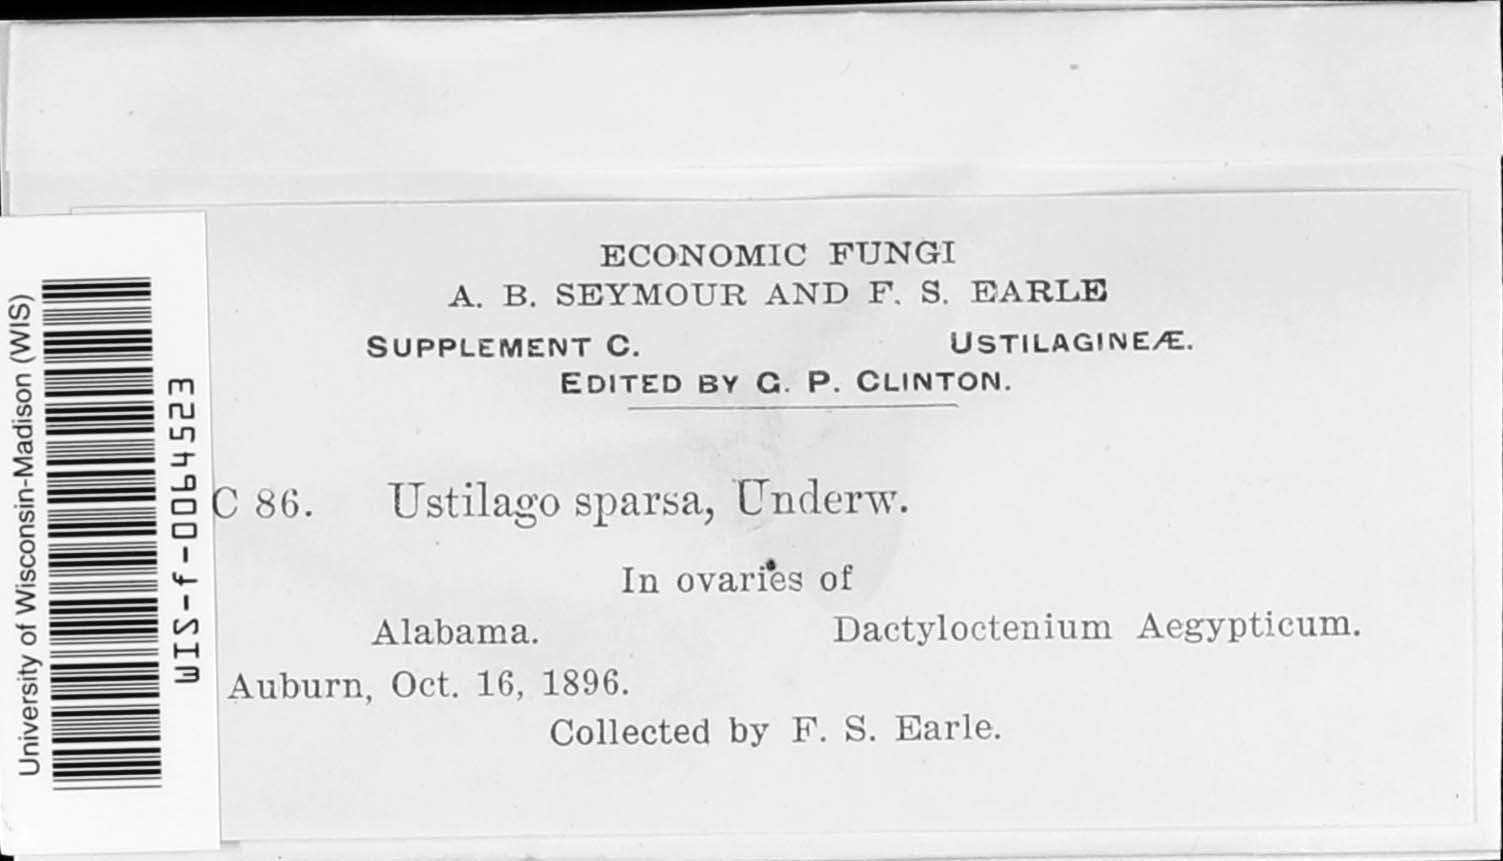 ECONOMIC FUNGI
A. B. SEYMOUR AND F. S. EARLE
SUPPLEMENT C. USTILAGINEÆ.
EDITED BY G. P. CLINTON.
C 86. Ustilago sparsa, Underw.
In ovaries of
Alabama. Dactyloctenium Aegypticum.
Auburn, Oct. 16, 1896.
Collected by F. S. Earle.
University of Wisconsin-Madison (WIS)
WIS-f-0064523